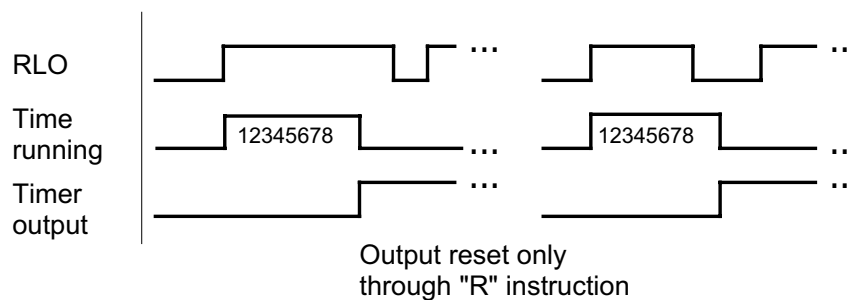 RLO
...
..
Time
running
12345678
...
12345678
..
Timer
output
...
..
Output reset only
through "R" instruction